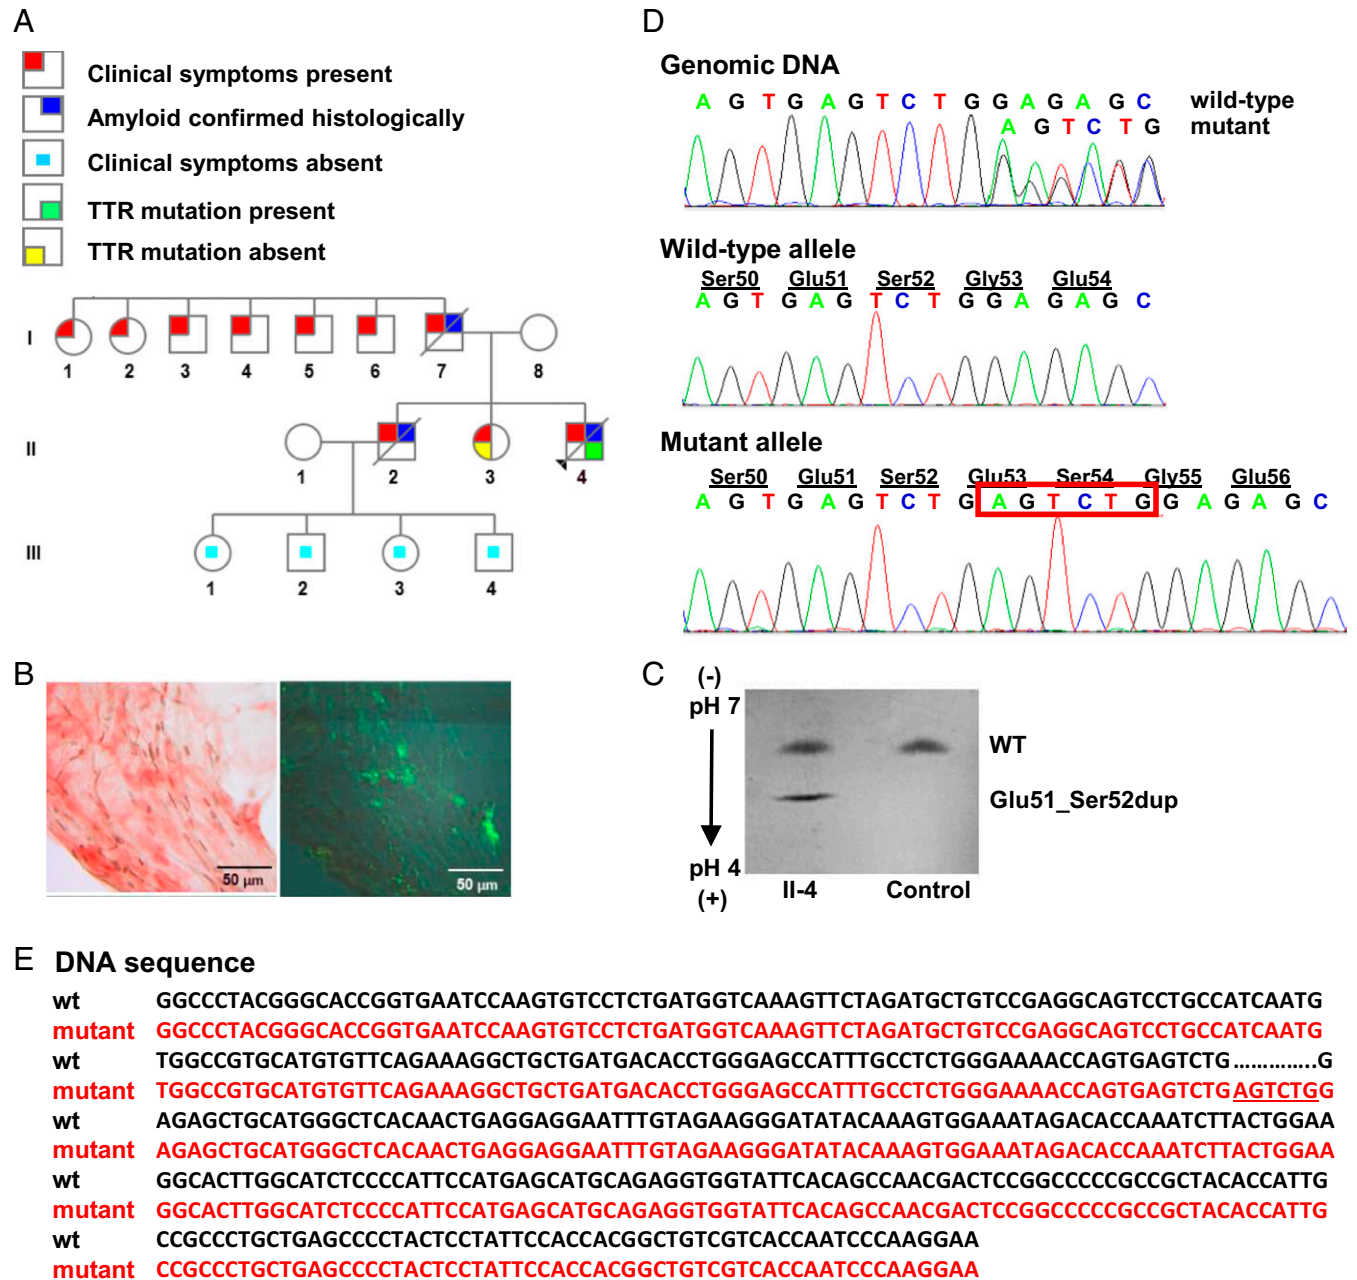 A
Clinical symptoms present
Amyloid confirmed histologically
Clinical symptoms absent
TTR mutation present
TTR mutation absent
I
1 2 3 4 5 6 7 8
II
1 2 3 4
III
1 2 3 4
D
Genomic DNA
A G T G A G T C T G G A G A G C wild-type
A G T C T G mutant
Wild-type allele
Ser50 Glu51 Ser52 Gly53 Glu54
A G T G A G T C T G G A G A G C
Mutant allele
Ser50 Glu51 Ser52 Glu53 Ser54 Gly55 Glu56
A G T G A G T C T G A G T C T G G A G A G C
B
50 µm
50 µm
C
(-)
pH 7
WT
Glu51_Ser52dup
pH 4
(+)
II-4 Control
E DNA sequence
wt GGCCCTACGGGCACCGGTGAATCCAAGTGTCCTCTGATGGTCAAAGTTCTAGATGCTGTCCGAGGCAGTCCTGCCATCAATG
mutant GGCCCTACGGGCACCGGTGAATCCAAGTGTCCTCTGATGGTCAAAGTTCTAGATGCTGTCCGAGGCAGTCCTGCCATCAATG
wt TGGCCGTGCATGTGTTCAGAAAGGCTGCTGATGACACCTGGGAGCCATTTGCCTCTGGGAAAACCAGTGAGTCTG.............G
mutant TGGCCGTGCATGTGTTCAGAAAGGCTGCTGATGACACCTGGGAGCCATTTGCCTCTGGGAAAACCAGTGAGTCTGAGTCTGG
wt AGAGCTGCATGGGCTCACAACTGAGGAGGAATTTGTAGAAGGGATATACAAAGTGGAAATAGACACCAAATCTTACTGGAA
mutant AGAGCTGCATGGGCTCACAACTGAGGAGGAATTTGTAGAAGGGATATACAAAGTGGAAATAGACACCAAATCTTACTGGAA
wt GGCACTTGGCATCTCCCCATTCCATGAGCATGCAGAGGTGGTATTCACAGCCAACGACTCCGGCCCCCGCCGCTACACCATTG
mutant GGCACTTGGCATCTCCCCATTCCATGAGCATGCAGAGGTGGTATTCACAGCCAACGACTCCGGCCCCCGCCGCTACACCATTG
wt CCGCCCTGCTGAGCCCCTACTCCTATTCCACCACGGCTGTCGTCACCAATCCCAAGGAA
mutant CCGCCCTGCTGAGCCCCTACTCCTATTCCACCACGGCTGTCGTCACCAATCCCAAGGAA